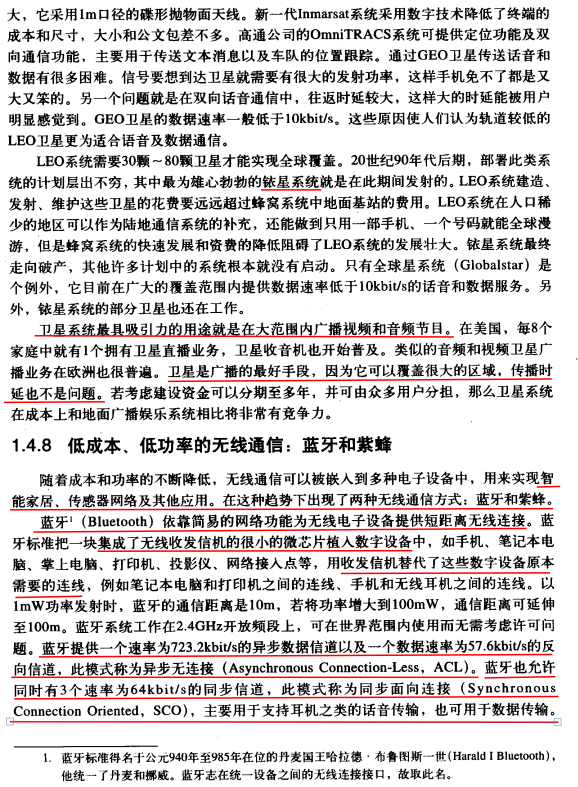 大，它采用1m口径的碟形抛物面天线。新一代Inmarsat系统采用数字技术降低了终端的
成本和尺寸，大小和公文包差不多。高通公司的OmniTRACS系统可提供定位功能及双
向通信功能，主要用于传送文本消息以及车队的位置跟踪。通过GEO卫星传送话音和
数据有很多困难。信号要想到达卫星就需要有很大的发射功率，这样手机免不了都是又
大又笨的。另一个问题就是在双向话音通信中，往返时延较大，这样大的时延能被用户
明显感觉到。GEO卫星的数据速率一般低于10kbit/s。这些原因使人们认为轨道较低的
LEO卫星更为适合语音及数据通信。
LEO系统需要30颗～80颗卫星才能实现全球覆盖。20世纪90年代后期，部署此类系
统的计划层出不穷，其中最为雄心勃勃的铱星系统就是在此期间发射的。LEO系统建造、
发射、维护这些卫星的花费要远远超过蜂窝系统中地面基站的费用。LEO系统在人口稀
少的地区可以作为陆地通信系统的补充，还能做到只用一部手机、一个号码就能全球漫
游，但是蜂窝系统的快速发展和资费的降低阻碍了LEO系统的发展壮大。铱星系统最终
走向破产，其他许多计划中的系统根本就没有启动。只有全球星系统（Globalstar）是
个例外，它目前在广大的覆盖范围内提供数据速率低于10kbit/s的话音和数据服务。另
外，铱星系统的部分卫星也还在工作。
卫星系统最具吸引力的用途就是在大范围内广播视频和音频节目。在美国，每8个
家庭中就有1个拥有卫星直播业务，卫星收音机也开始普及。类似的音频和视频卫星广
播业务在欧洲也很普遍。卫星是广播的最好手段，因为它可以覆盖很大的区域，传播时
延也不是问题。若考虑建设资金可以分期至多年，并可由众多用户分担，那么卫星系统
在成本上和地面广播娱乐系统相比将非常有竞争力。
1.4.8 低成本、低功率的无线通信：蓝牙和紫蜂
随着成本和功率的不断降低，无线通信可以被嵌入到多种电子设备中，用来实现智
能家居、传感器网络及其他应用。在这种趋势下出现了两种无线通信方式：蓝牙和紫蜂。
蓝牙¹（Bluetooth）依靠简易的网络功能为无线电子设备提供短距离无线连接。蓝
牙标准把一块集成了无线收发信机的很小的微芯片植入数字设备中，如手机、笔记本电
脑、掌上电脑、打印机、投影仪、网络接入点等，用收发信机替代了这些数字设备原本
需要的连线，例如笔记本电脑和打印机之间的连线、手机和无线耳机之间的连线。以
1mW功率发射时，蓝牙的通信距离是10m，若将功率增大到100mW，通信距离可延伸
至100m。蓝牙系统工作在2.4GHz开放频段上，可在世界范围内使用而无需考虑许可问
题。蓝牙提供一个速率为723.2kbit/s的异步数据信道以及一个数据速率为57.6kbit/s的反
向信道，此模式称为异步无连接（Asynchronous Connection-Less，ACL）。蓝牙也允许
同时有3个速率为64kbit/s的同步信道，此模式称为同步面向连接（Synchronous
Connection Oriented，SCO），主要用于支持耳机之类的话音传输，也可用于数据传输。
1. 蓝牙标准得名于公元940年至985年在位的丹麦国王哈拉德·布鲁图斯一世(Harald I Bluetooth)，
他统一了丹麦和挪威。蓝牙志在统一设备之间的无线连接接口，故取此名。